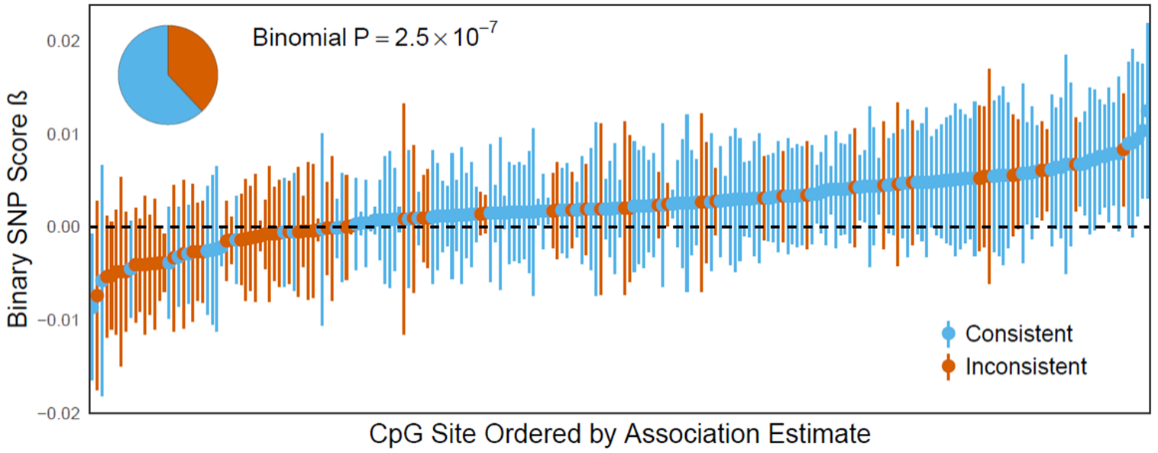 Binomial P = 2.5×10⁻⁷
Binary SNP Score ß
0.02
0.01
0.00
−0.01
−0.02
Consistent
Inconsistent
CpG Site Ordered by Association Estimate